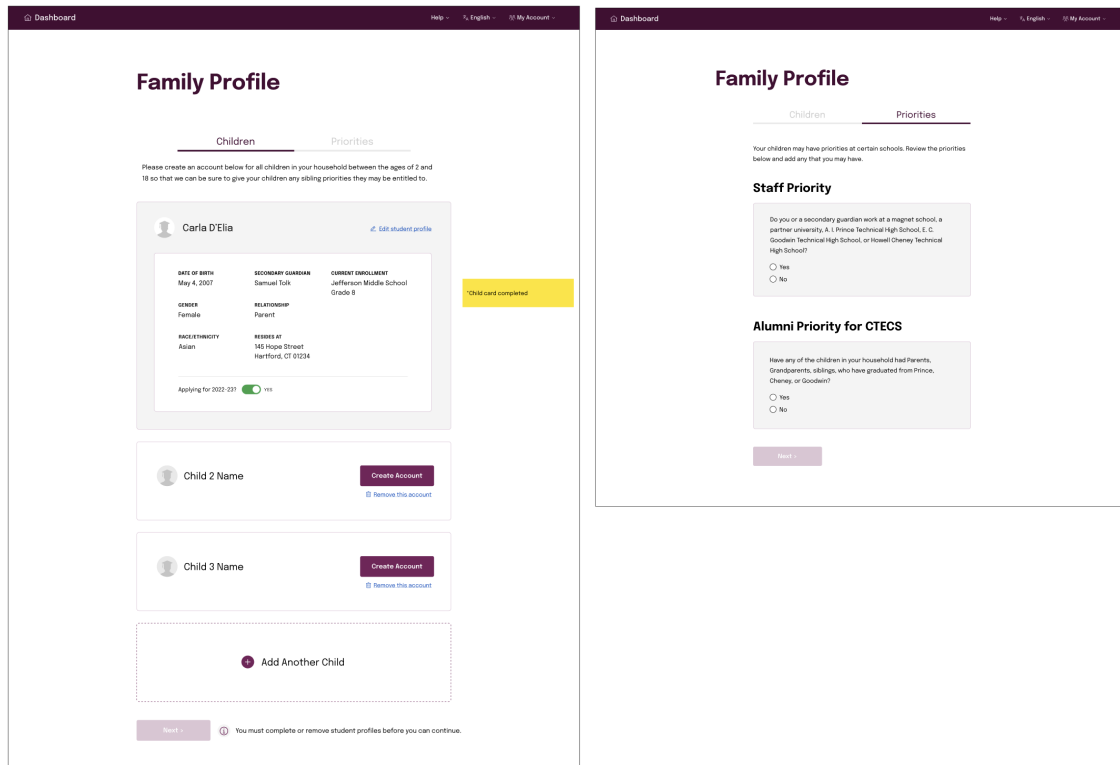 Dashboard
Help
English
My Account
Family Profile
Children
Priorities
Please create an account below for all children in your household between the ages of 2 and
18 so that we can be sure to give your children any sibling priorities they may be entitled to.
Carla D'Elia
Edit student profile
DATE OF BIRTH
May 4, 2007
SECONDARY GUARDIAN
Samuel Tolk
CURRENT ENROLLMENT
Jefferson Middle School
Grade 8
GENDER
Female
RELATIONSHIP
Parent
RACE/ETHNICITY
Asian
RESIDES AT
145 Hope Street
Hartford, CT 01234
Applying for 2022-23?
YES
*Child card completed
Child 2 Name
Create Account
Remove this account
Child 3 Name
Create Account
Remove this account
+ Add Another Child
Next ›
You must complete or remove student profiles before you can continue.
Dashboard
Help
English
My Account
Family Profile
Children
Priorities
Your children may have priorities at certain schools. Review the priorities
below and add any that you may have.
Staff Priority
Do you or a secondary guardian work at a magnet school, a
partner university, A. I. Prince Technical High School, E. C.
Goodwin Technical High School, or Howell Cheney Technical
High School?
Yes
No
Alumni Priority for CTECS
Have any of the children in your household had Parents,
Grandparents, siblings, who have graduated from Prince,
Cheney, or Goodwin?
Yes
No
Next ›